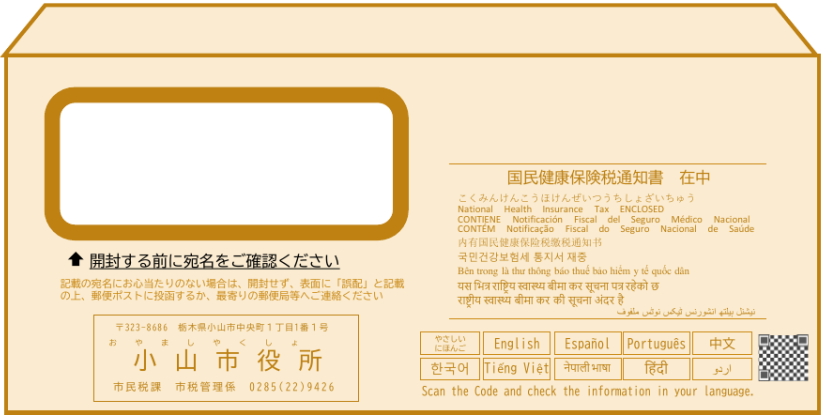 国民健康保険税通知書　在中
こくみんけんこうほけんぜいつうちしょざいちゅう
National Health Insurance Tax ENCLOSED
CONTIENE Notificación Fiscal del Seguro Médico Nacional
CONTÉM Notificação Fiscal do Seguro Nacional de Saúde
内有国民健康保险税缴税通知书
국민건강보험세 통지서 재중
Bên trong là thư thông báo thuế bảo hiểm y tế quốc dân
यस भित्र राष्ट्रिय स्वास्थ्य बीमा कर सूचना पत्र रहेको छ
राष्ट्रीय स्वास्थ्य बीमा कर की सूचना अंदर है
نیشنل ہیلتھ انشورنس ٹیکس نوٹس ملفوف
⬆ 開封する前に宛名をご確認ください
記載の宛名にお心当たりのない場合は、開封せず、表面に「誤配」と記載
の上、郵便ポストに投函するか、最寄りの郵便局等へご連絡ください
〒323-8686　栃木県小山市中央町１丁目1番１号
おやましやくしょ
小山市役所
市民税課　市税管理係　0285(22)9426
やさしい
にほんご
English
Español
Português
中文
한국어
Tiếng Việt
नेपाली भाषा
हिंदी
اردو
Scan the Code and check the information in your language.